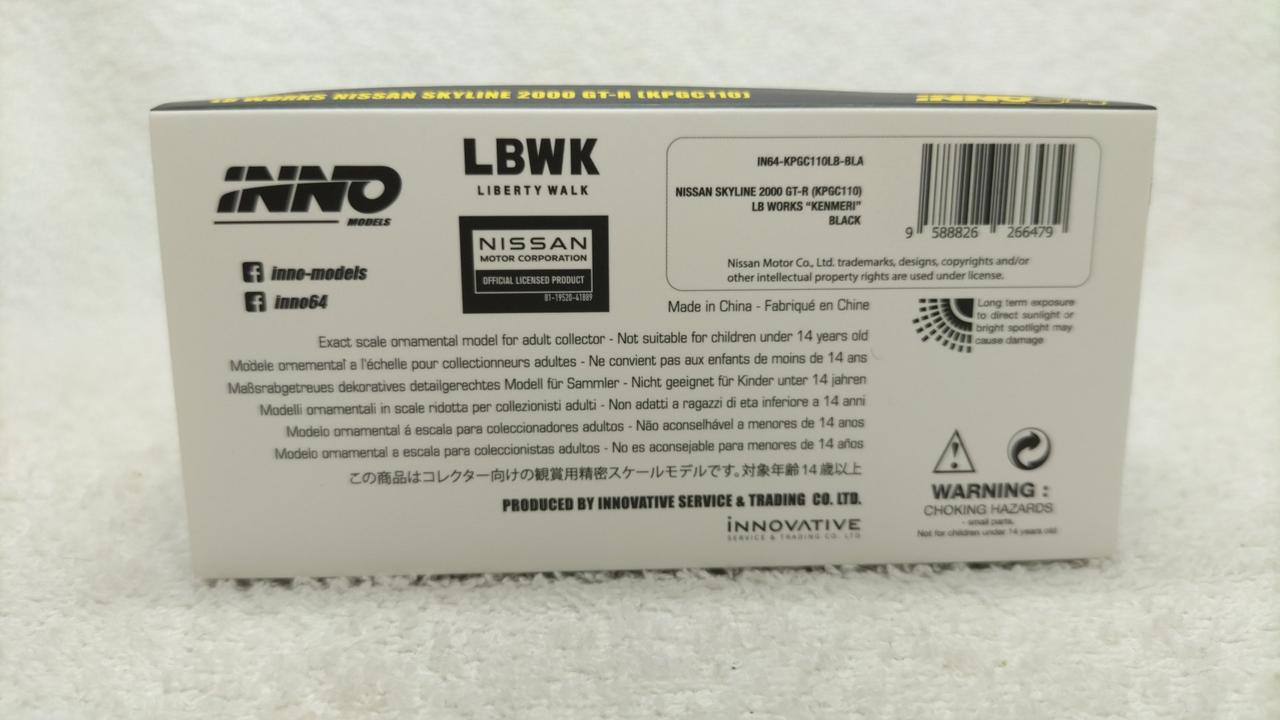 LB WORKS NISSAN SKYLINE 2000 GT-R (KPGC110)
INNO64
INNO
MODELS
inno-models
inno64
LBWK
LIBERTY WALK
NISSAN
MOTOR CORPORATION
OFFICIAL LICENSED PRODUCT
81-19520-41889
IN64-KPGC110LB-BLA
NISSAN SKYLINE 2000 GT-R (KPGC110)
LB WORKS “KENMERI”
BLACK
9 588826 266479
Nissan Motor Co., Ltd. trademarks, designs, copyrights and/or
other intellectual property rights are used under license.
Made in China - Fabriqué en Chine
Long term exposure
to direct sunlight or
bright spotlight may
cause damage.
Exact scale ornamental model for adult collector - Not suitable for children under 14 years old
Modèle ornemental a l'échelle pour collectionneurs adultes - Ne convient pas aux enfants de moins de 14 ans
Maßsrabgetreues dekoratives detailgerechtes Modell für Sammler - Nicht geeignet für Kinder unter 14 jahren
Modelli ornamentali in scale ridotta per collezionisti adulti - Non adatti a ragazzi di eta inferiore a 14 anni
Modelo ornamental á escala para coleccionadores adultos - Não aconselhável a menores de 14 anos
Modelo ornamental a escala para coleccionistas adultos - No es aconsejable para menores de 14 años
この商品はコレクター向けの観賞用精密スケールモデルです。対象年齢14歳以上
PRODUCED BY INNOVATIVE SERVICE & TRADING CO. LTD.
INNOVATIVE
SERVICE & TRADING CO. LTD
WARNING :
CHOKING HAZARDS
- small parts.
Not for children under 14 years old